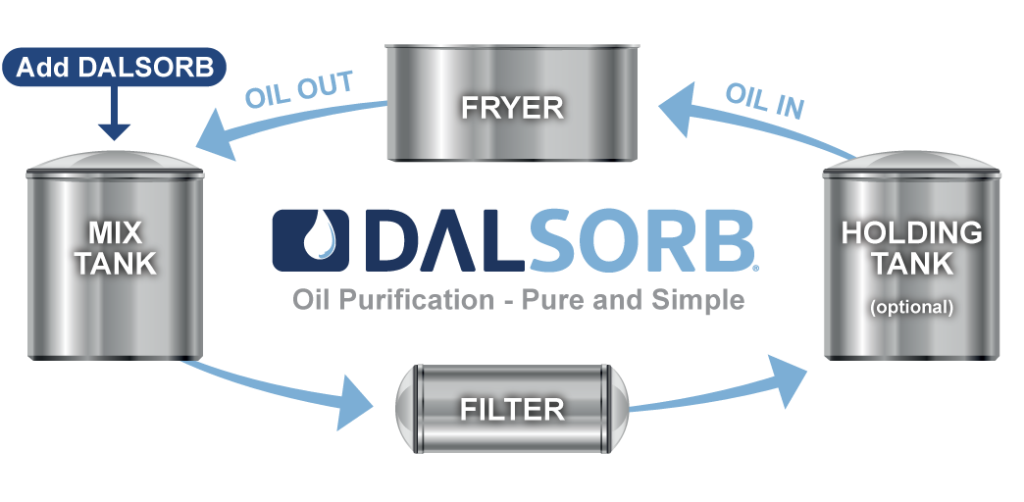 Add DALSORB
OIL OUT
FRYER
OIL IN
MIX
TANK
DALSORB®
Oil Purification - Pure and Simple
HOLDING
TANK
(optional)
FILTER